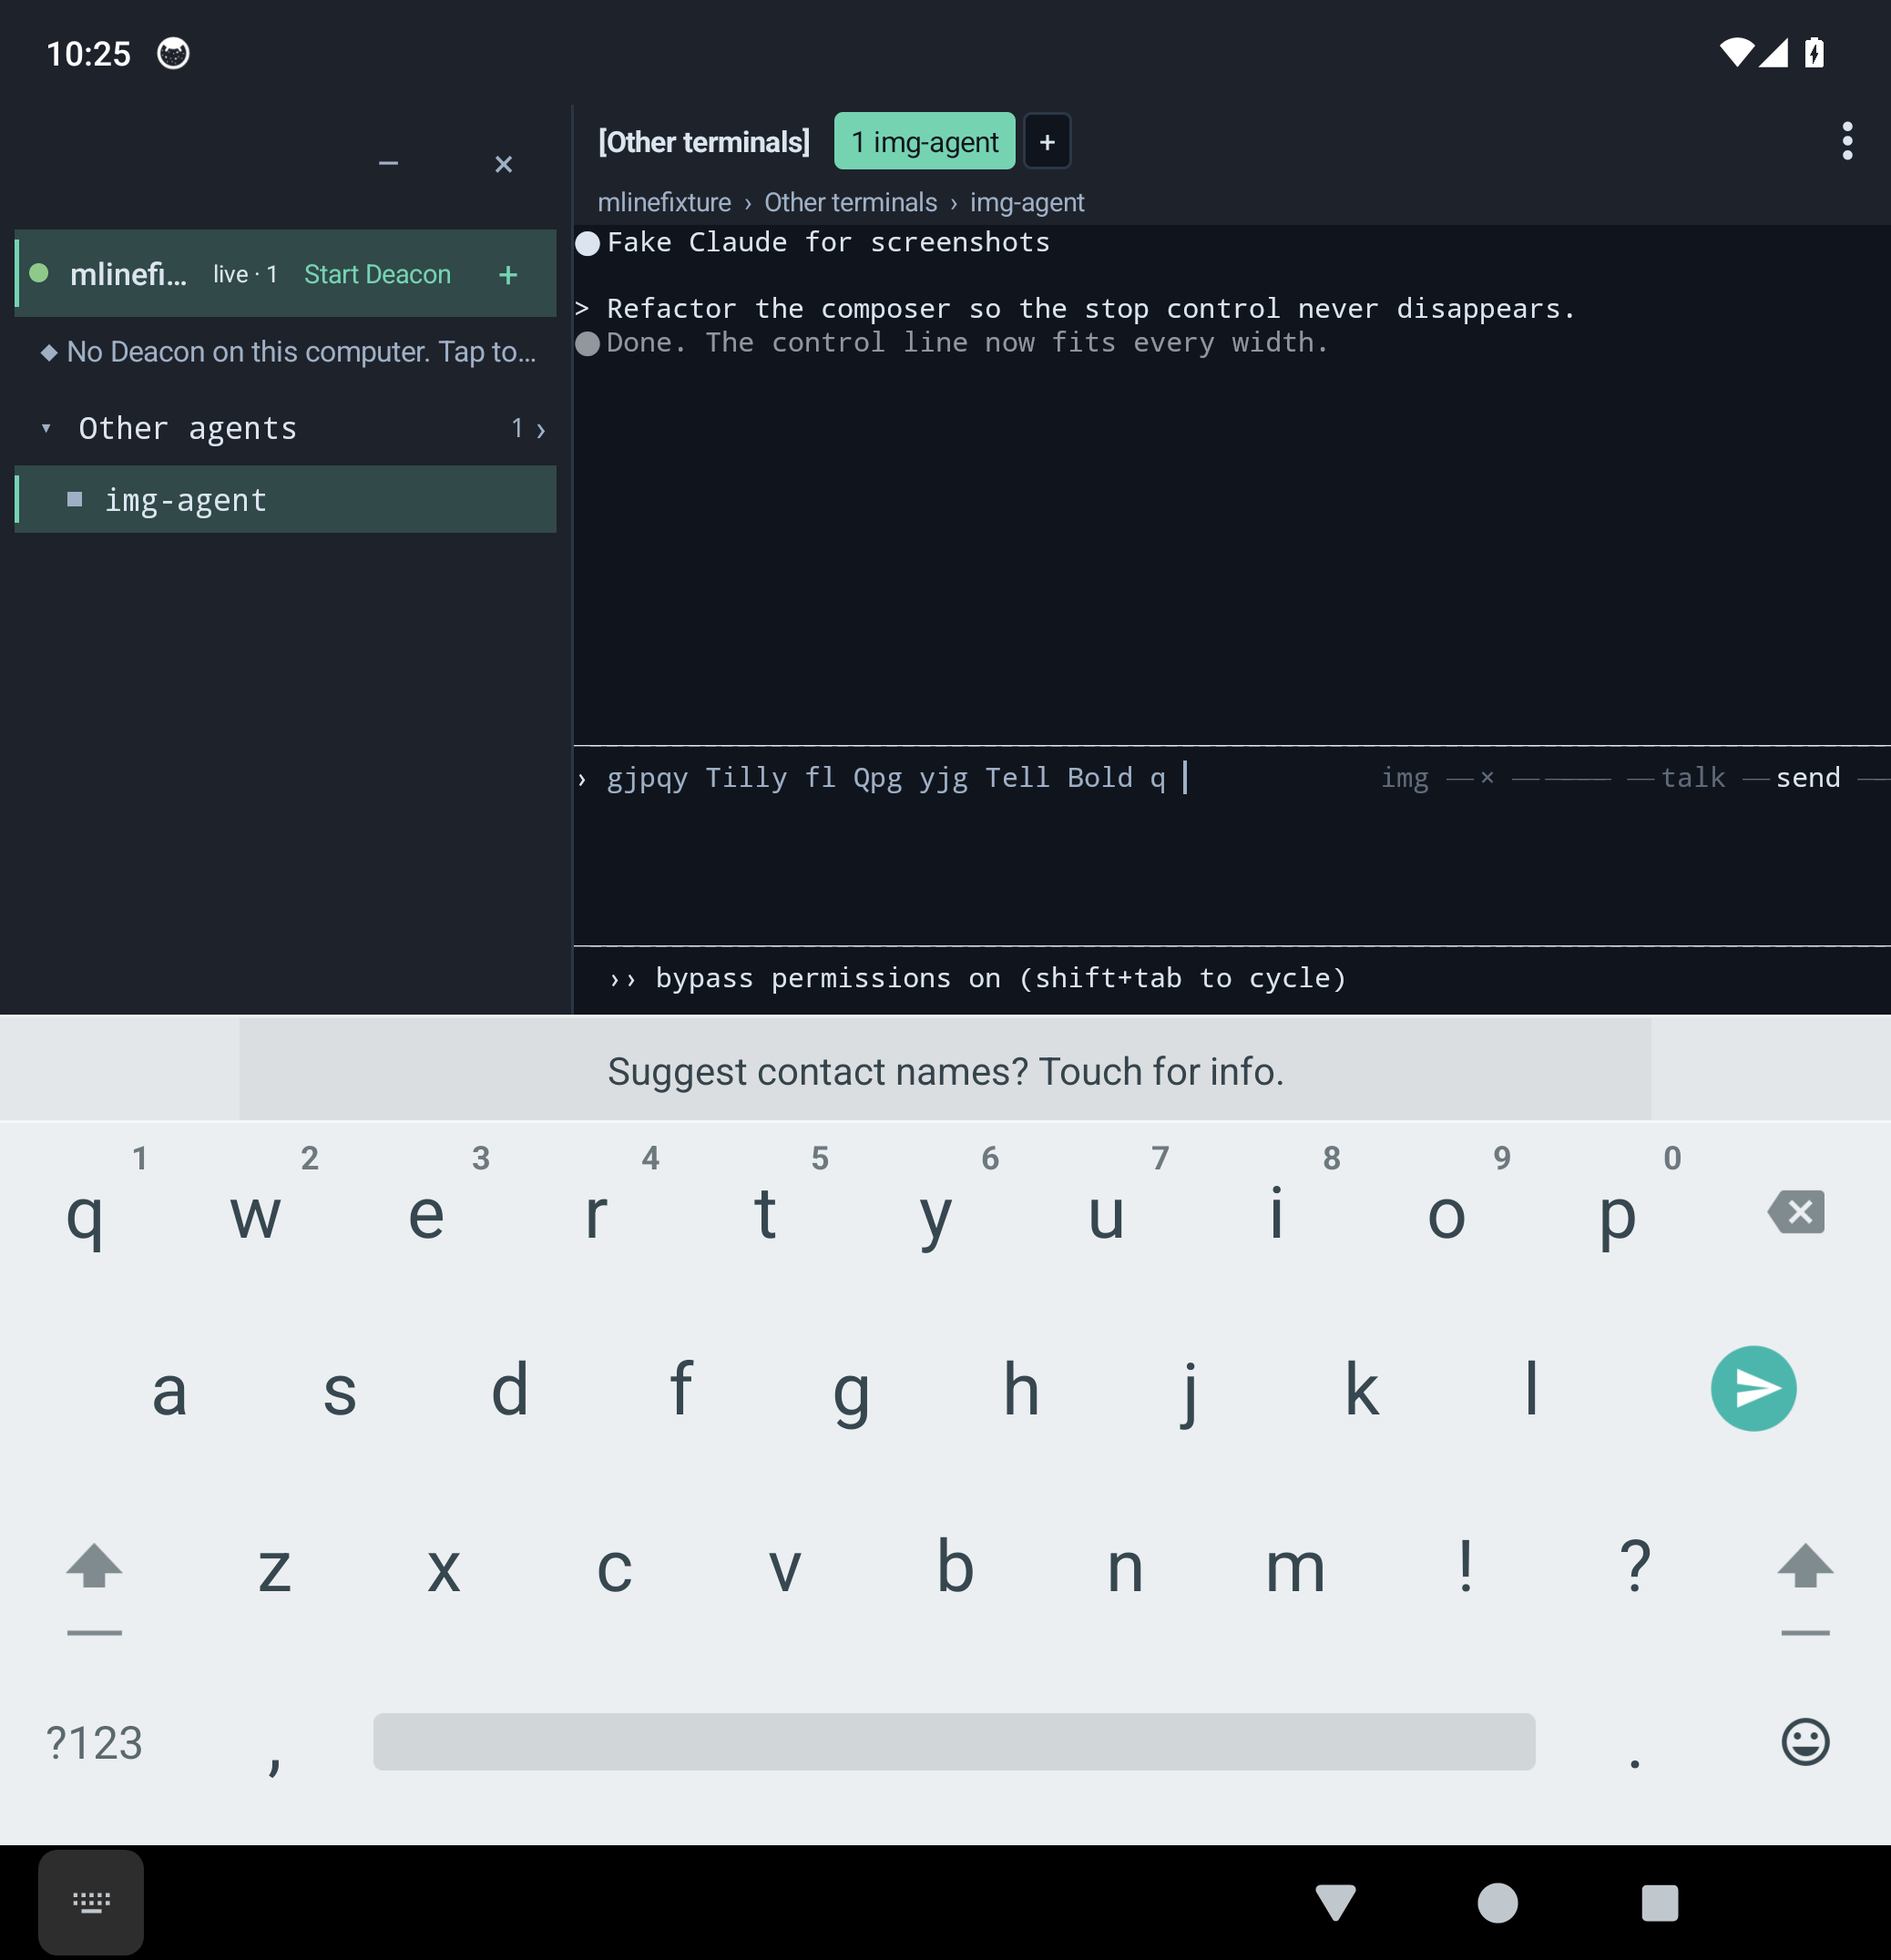 10:25
− ×
mlinefi... live · 1 Start Deacon +
◆ No Deacon on this computer. Tap to...
▾ Other agents 1 ›
img-agent
[Other terminals] 1 img-agent +
mlinefixture › Other terminals › img-agent
Fake Claude for screenshots
> Refactor the composer so the stop control never disappears.
Done. The control line now fits every width.
› gjpqy Tilly fl Qpg yjg Tell Bold q img × talk send
›› bypass permissions on (shift+tab to cycle)
Suggest contact names? Touch for info.
1 2 3 4 5 6 7 8 9 0
q w e r t y u i o p
a s d f g h j k l
z x c v b n m ! ?
?123 , .